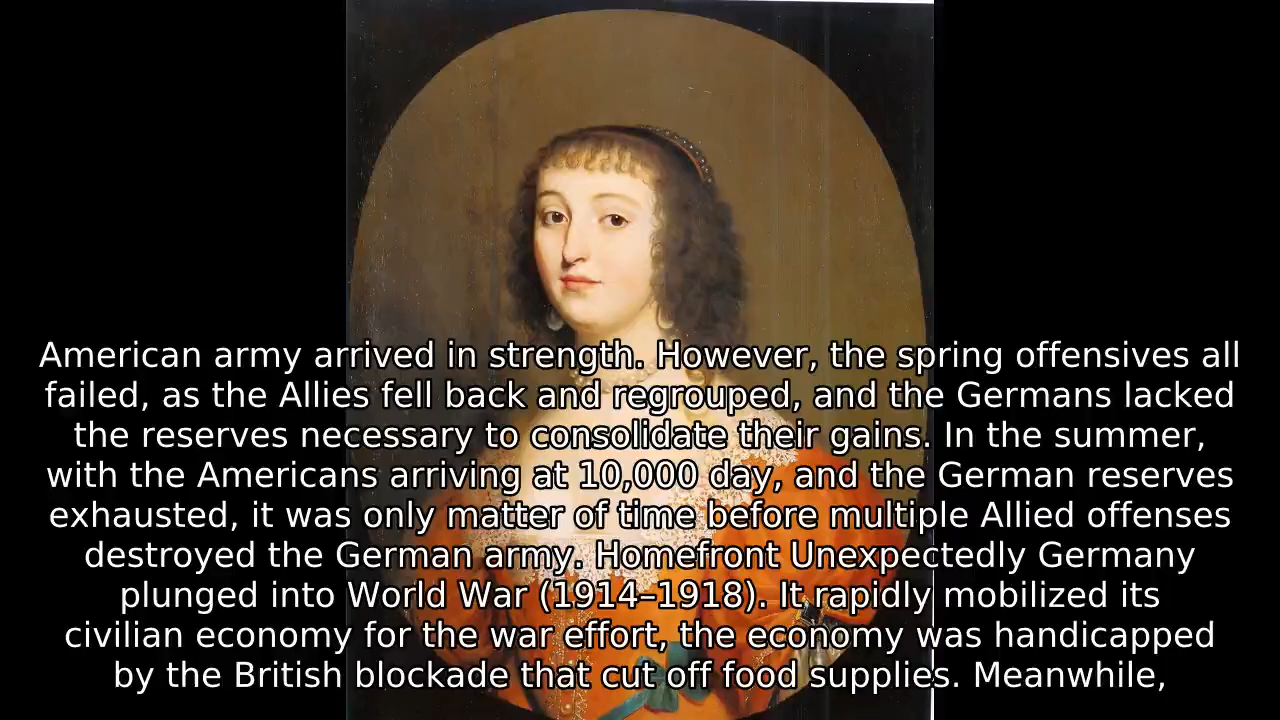 American army arrived in strength. However, the spring offensives all
failed, as the Allies fell back and regrouped, and the Germans lacked
the reserves necessary to consolidate their gains. In the summer,
with the Americans arriving at 10,000 day, and the German reserves
exhausted, it was only matter of time before multiple Allied offenses
destroyed the German army. Homefront Unexpectedly Germany
plunged into World War (1914–1918). It rapidly mobilized its
civilian economy for the war effort, the economy was handicapped
by the British blockade that cut off food supplies. Meanwhile,